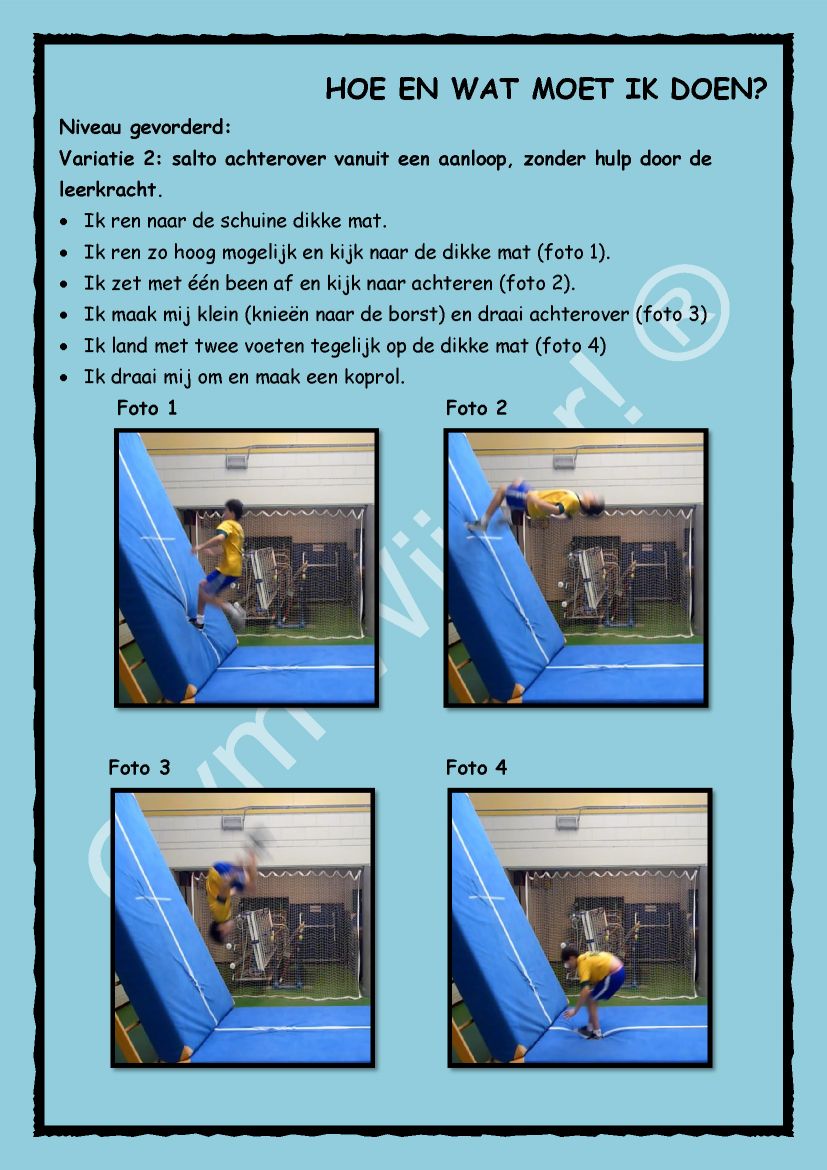 HOE EN WAT MOET IK DOEN?
Niveau gevorderd:
Variatie 2: salto achterover vanuit een aanloop, zonder hulp door de
leerkracht.
• Ik ren naar de schuine dikke mat.
• Ik ren zo hoog mogelijk en kijk naar de dikke mat (foto 1).
• Ik zet met één been af en kijk naar achteren (foto 2).
• Ik maak mij klein (knieën naar de borst) en draai achterover (foto 3)
• Ik land met twee voeten tegelijk op de dikke mat (foto 4)
• Ik draai mij om en maak een koprol.
Foto 1 Foto 2
Foto 3 Foto 4